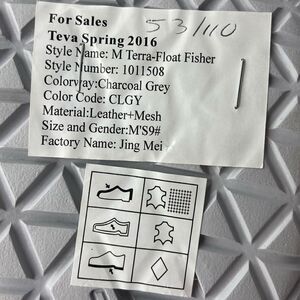 For Sales 53/110
Teva Spring 2016
Style Name: M Terra-Float Fisher
Style Number: 1011508
Colorway:Charcoal Grey
Color Code: CLGY
Material:Leather+Mesh
Size and Gender:M'S9#
Factory Name: Jing Mei